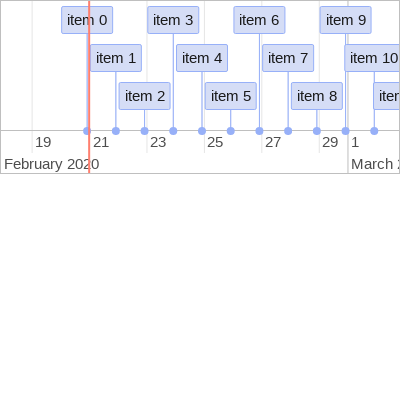 item 0 item 3 item 6 item 9
item 1 item 4 item 7 item 10
item 2 item 5 item 8
19 21 23 25 27 29 1
February 2020 March